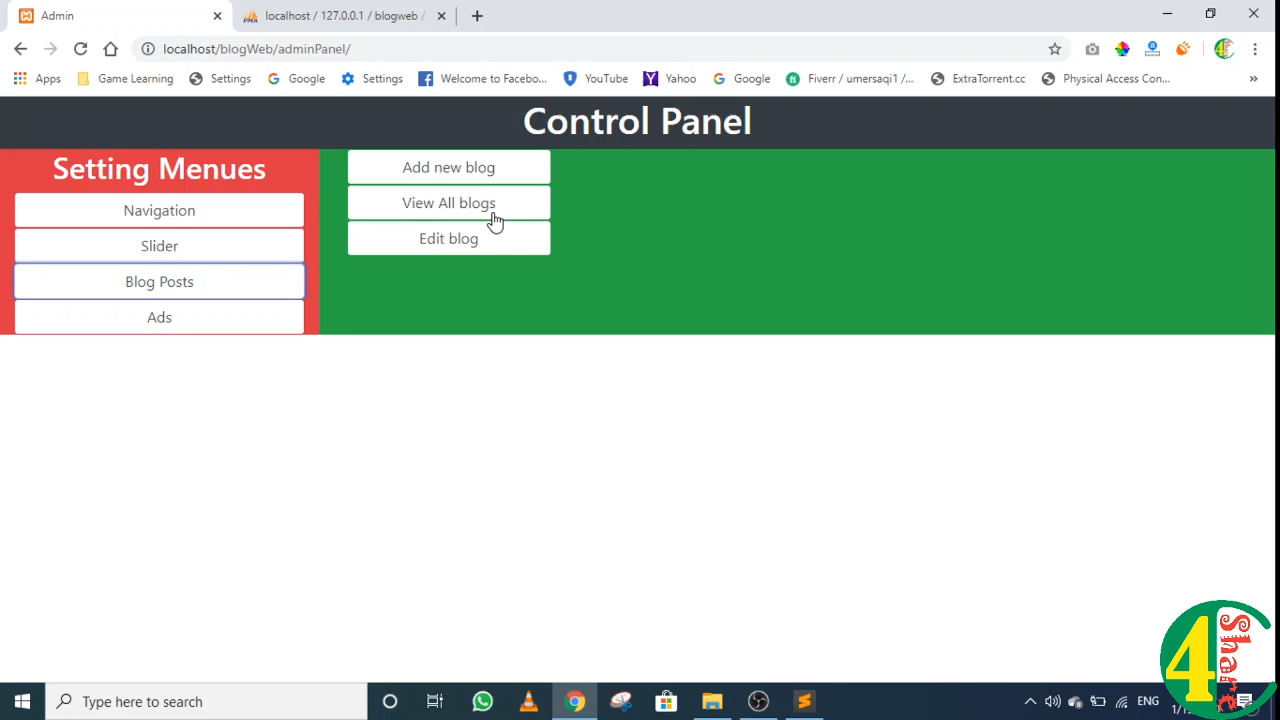 Admin
localhost / 127.0.0.1 / blogweb /
localhost/blogWeb/adminPanel/
Apps
Game Learning
Settings
Google
Settings
Welcome to Facebo...
YouTube
Yahoo
Google
Fiverr / umersaqi1 /...
ExtraTorrent.cc
Physical Access Con...
»
Control Panel
Setting Menues
Navigation
Slider
Blog Posts
Ads
Add new blog
View All blogs
Edit blog
4
Share
Type here to search
ENG